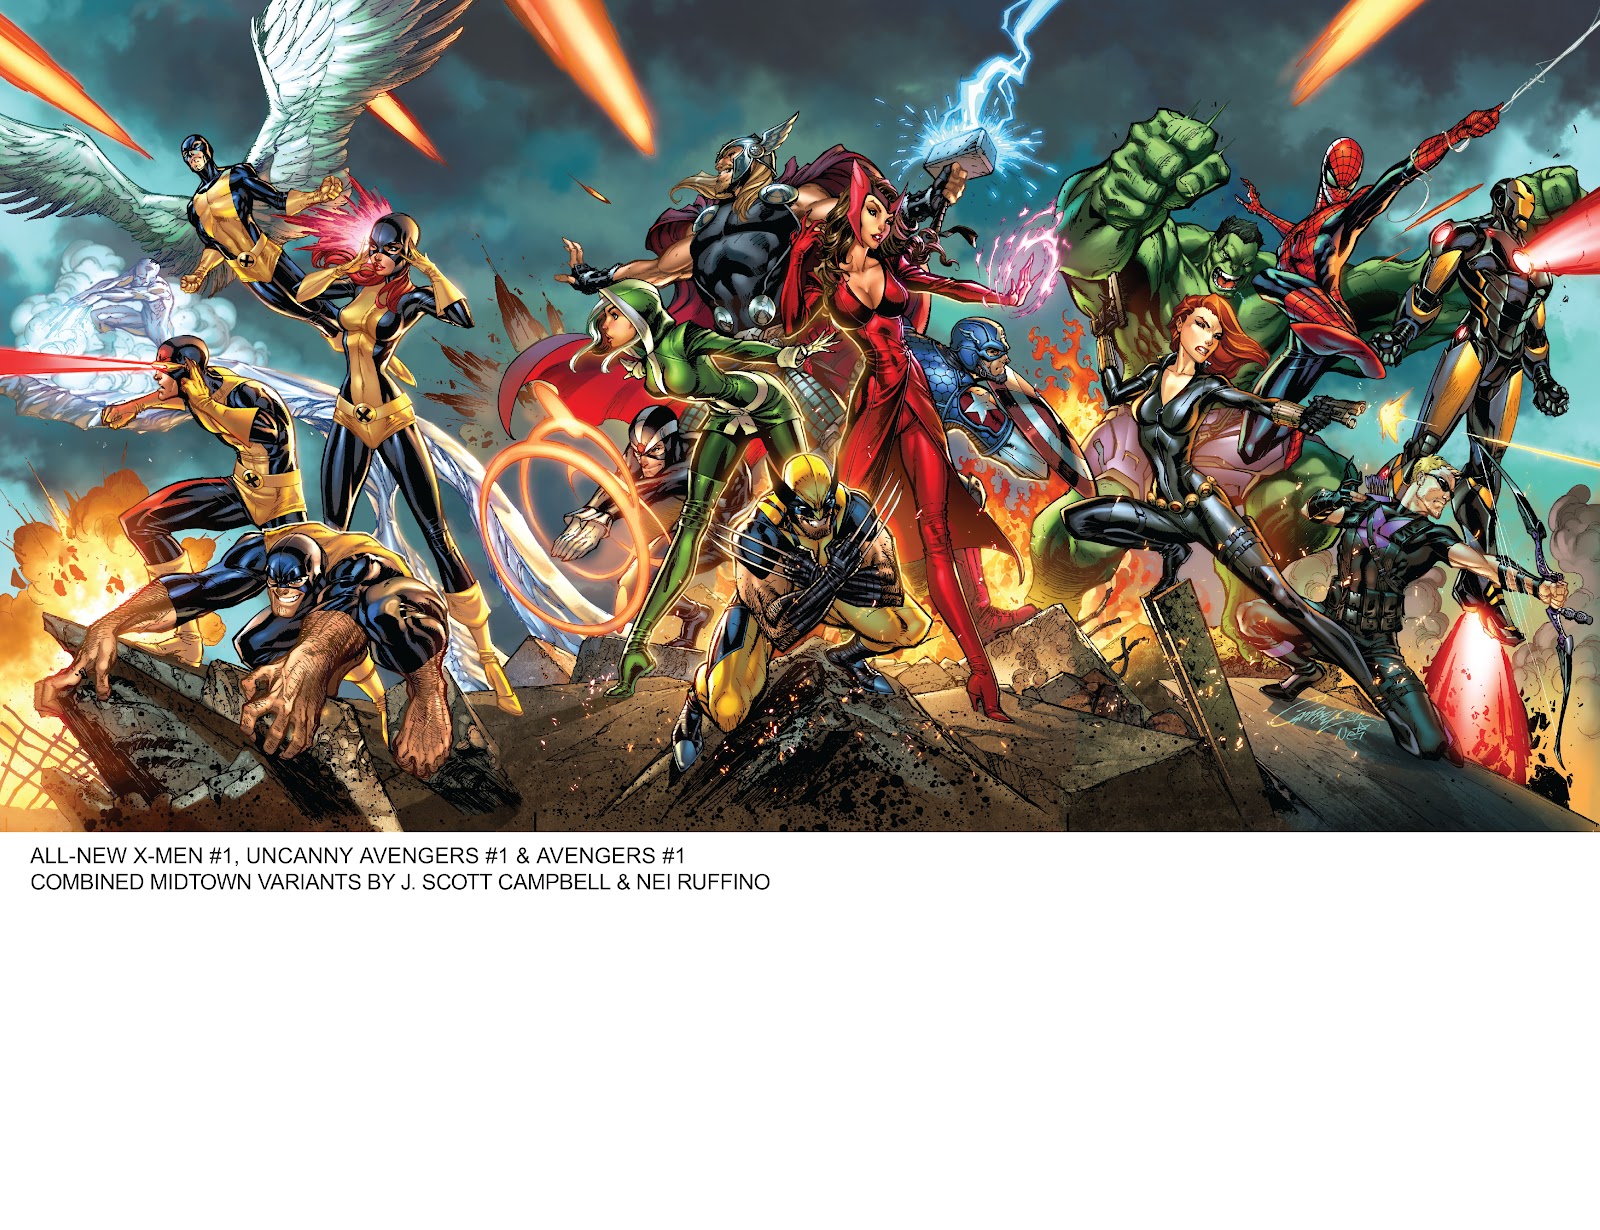 ALL-NEW X-MEN #1, UNCANNY AVENGERS #1 & AVENGERS #1
COMBINED MIDTOWN VARIANTS BY J. SCOTT CAMPBELL & NEI RUFFINO